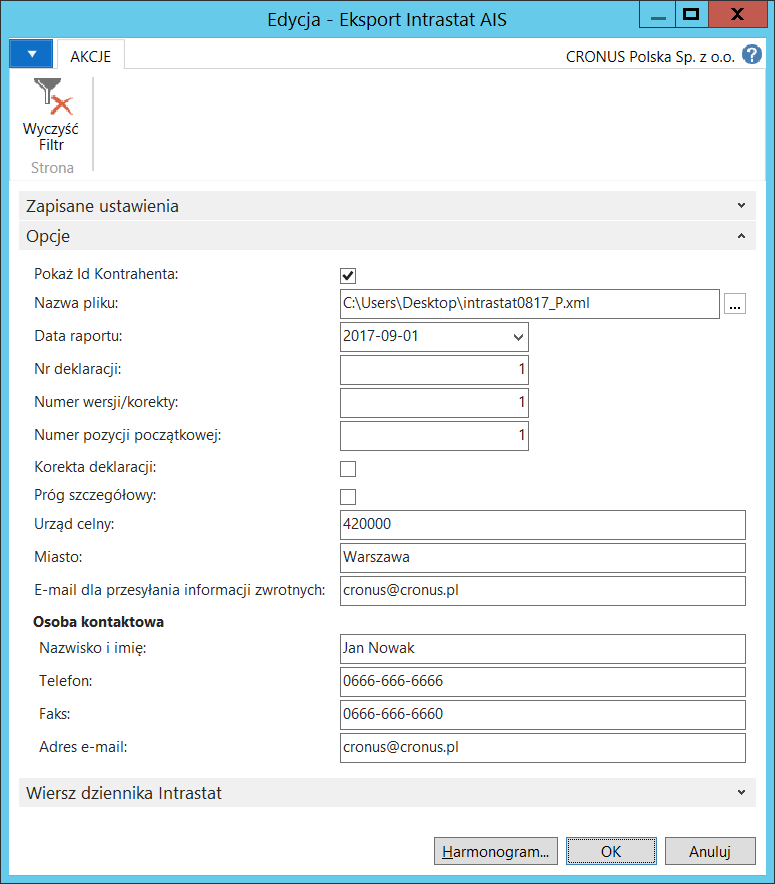 Edycja - Eksport Intrastat AIS
AKCJE
CRONUS Polska Sp. z o.o. ?
Wyczyść
Filtr
Strona
Zapisane ustawienia
Opcje
Pokaż Id Kontrahenta:
Nazwa pliku: C:\Users\Desktop\intrastat0817_P.xml ...
Data raportu: 2017-09-01
Nr deklaracji: 1
Numer wersji/korekty: 1
Numer pozycji początkowej: 1
Korekta deklaracji:
Próg szczegółowy:
Urząd celny: 420000
Miasto: Warszawa
E-mail dla przesyłania informacji zwrotnych: cronus@cronus.pl
Osoba kontaktowa
Nazwisko i imię: Jan Nowak
Telefon: 0666-666-6666
Faks: 0666-666-6660
Adres e-mail: cronus@cronus.pl
Wiersz dziennika Intrastat
Harmonogram... OK Anuluj